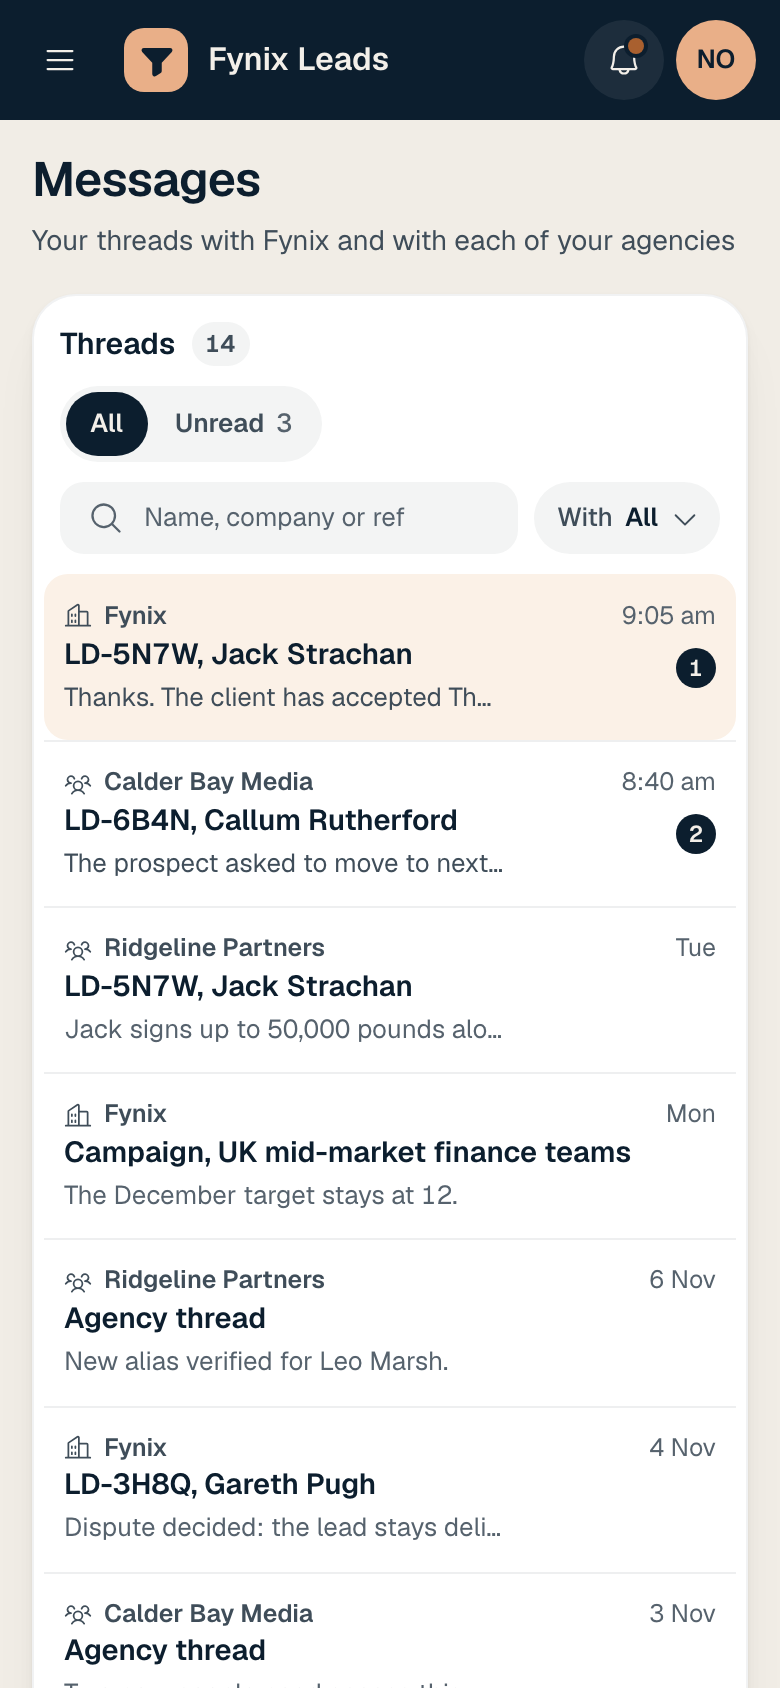 Fynix Leads
NO
Messages
Your threads with Fynix and with each of your agencies
Threads 14
All Unread 3
Name, company or ref With All
Fynix 9:05 am
LD-5N7W, Jack Strachan 1
Thanks. The client has accepted Th...
Calder Bay Media 8:40 am
LD-6B4N, Callum Rutherford 2
The prospect asked to move to next...
Ridgeline Partners Tue
LD-5N7W, Jack Strachan
Jack signs up to 50,000 pounds alo...
Fynix Mon
Campaign, UK mid-market finance teams
The December target stays at 12.
Ridgeline Partners 6 Nov
Agency thread
New alias verified for Leo Marsh.
Fynix 4 Nov
LD-3H8Q, Gareth Pugh
Dispute decided: the lead stays deli...
Calder Bay Media 3 Nov
Agency thread